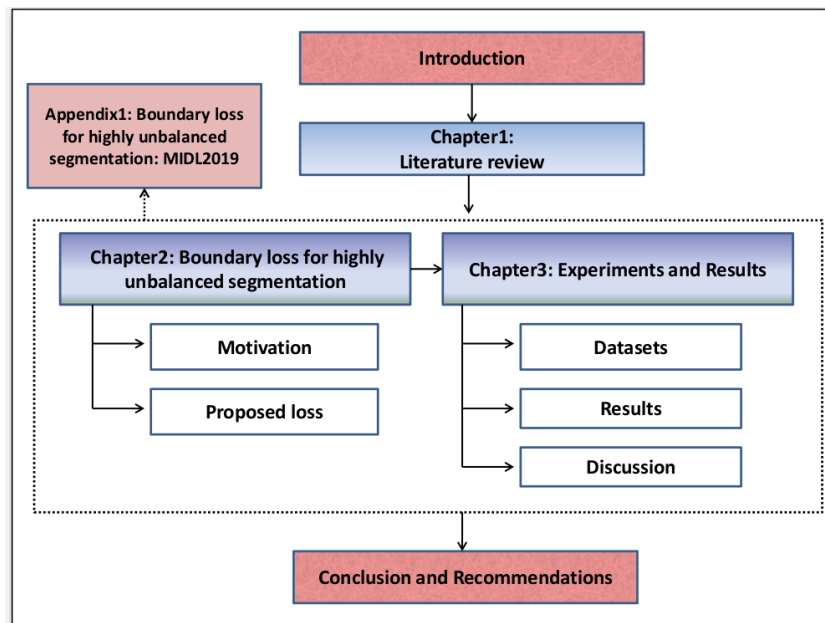 Introduction
Appendix1: Boundary loss
for highly unbalanced
segmentation: MIDL2019
Chapter1:
Literature review
Chapter2: Boundary loss for highly
unbalanced segmentation
Motivation
Proposed loss
Chapter3: Experiments and Results
Datasets
Results
Discussion
Conclusion and Recommendations